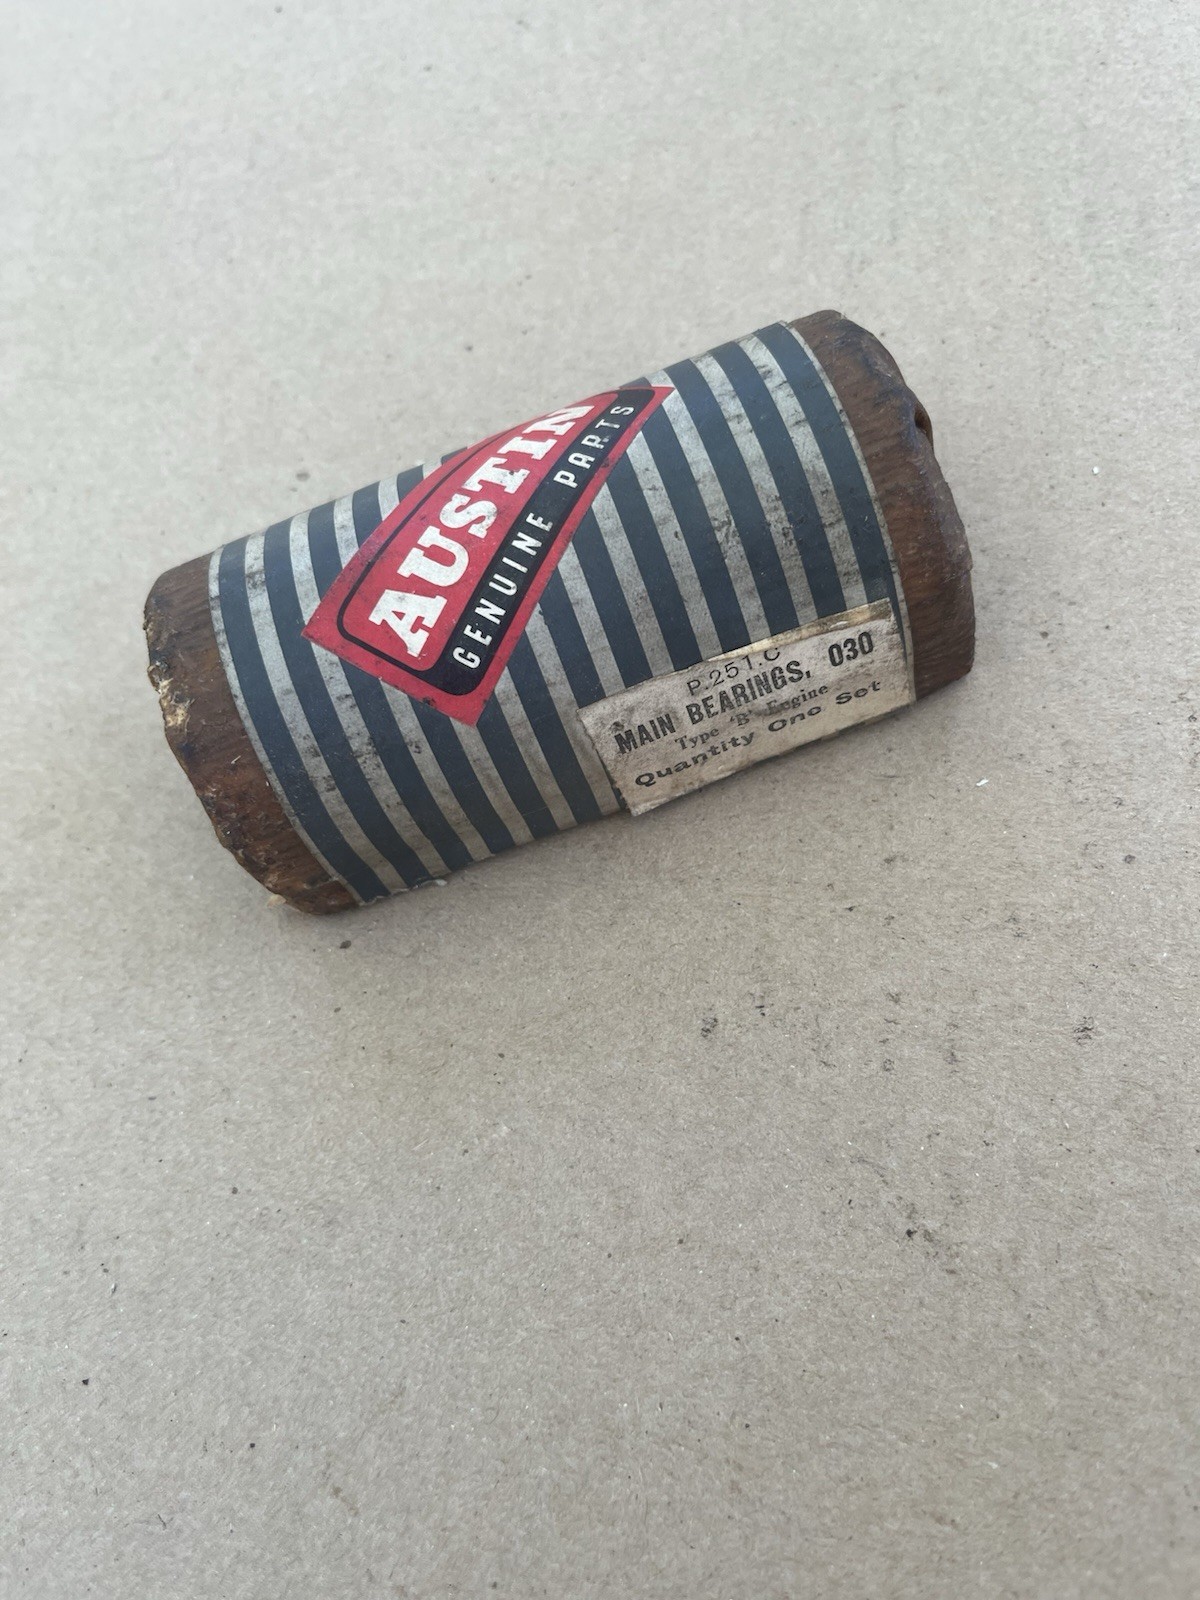 AUSTIN
GENUINE PARTS
P.251.C
MAIN BEARINGS, 030
Type 'B' Engine
Quantity One Set